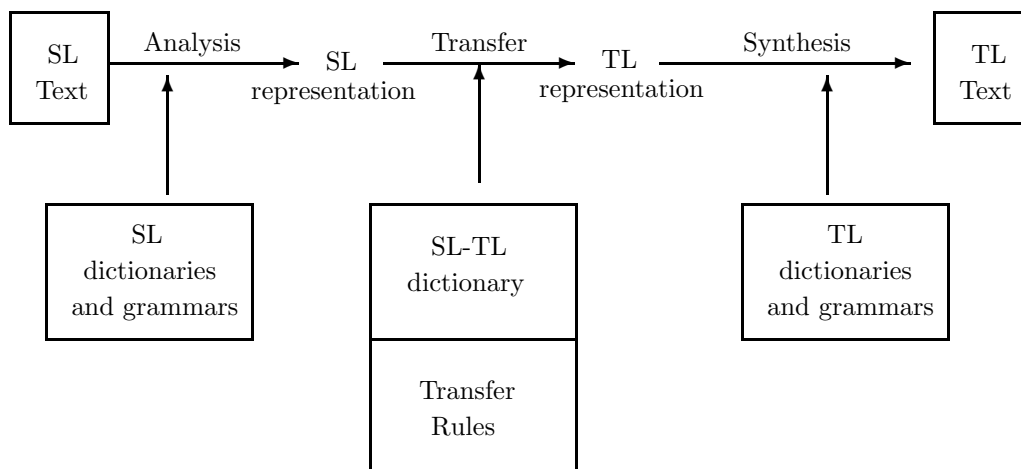 SL
Text
Analysis
SL
representation
Transfer
TL
representation
Synthesis
TL
Text
SL
dictionaries
and grammars
SL-TL
dictionary
Transfer
Rules
TL
dictionaries
and grammars